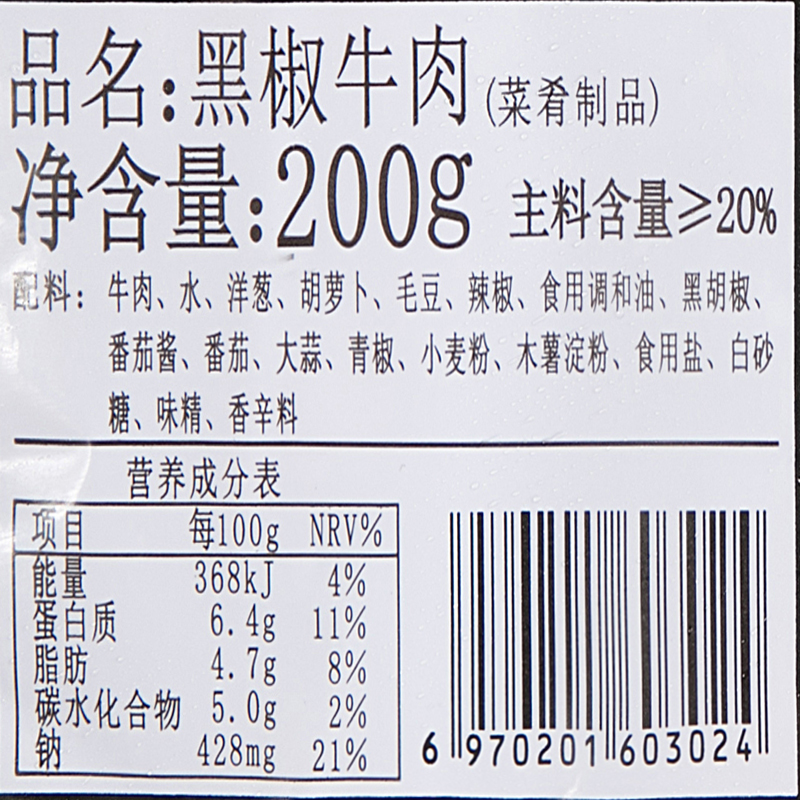 品名:黑椒牛肉(菜肴制品)
净含量:200g 主料含量≥20%
配料: 牛肉、水、洋葱、胡萝卜、毛豆、辣椒、食用调和油、黑胡椒、
番茄酱、番茄、大蒜、青椒、小麦粉、木薯淀粉、食用盐、白砂
糖、味精、香辛料
营养成分表
项目 每100g NRV%
能量 368kJ 4%
蛋白质 6.4g 11%
脂肪 4.7g 8%
碳水化合物 5.0g 2%
钠 428mg 21%
6 970201 603024